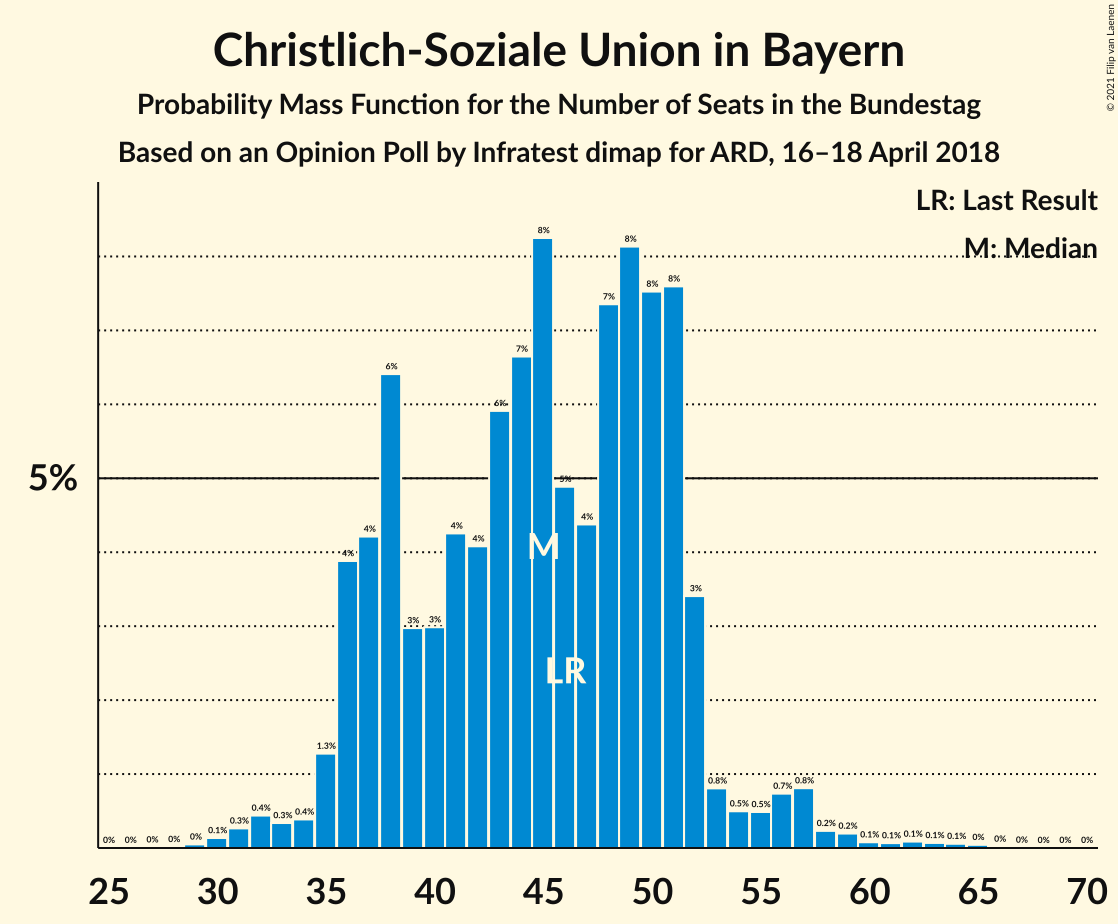 Christlich-Soziale Union in Bayern
Probability Mass Function for the Number of Seats in the Bundestag
Based on an Opinion Poll by Infratest dimap for ARD, 16–18 April 2018
© 2021 Filip van Laenen
LR: Last Result
M: Median
5%
0% 0% 0% 0% 0% 0.1% 0.3% 0.4% 0.3% 0.4% 1.3% 4% 4% 6% 3% 3% 4% 4% 6% 7% 8% 5% 4% 7% 8% 8% 8% 3% 0.8% 0.5% 0.5% 0.7% 0.8% 0.2% 0.2% 0.1% 0.1% 0.1% 0.1% 0.1% 0% 0% 0% 0% 0% 0%
M
LR
25 30 35 40 45 50 55 60 65 70